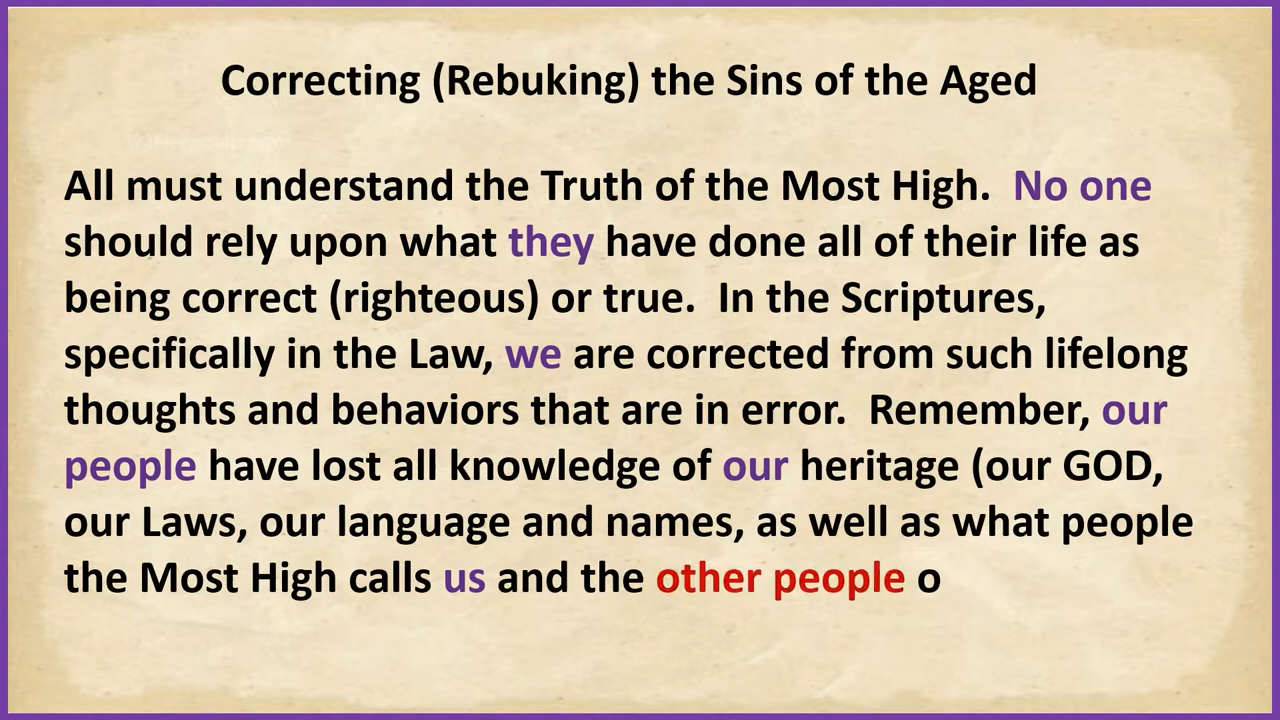 Correcting (Rebuking) the Sins of the Aged
All must understand the Truth of the Most High.  No one
should rely upon what they have done all of their life as
being correct (righteous) or true.  In the Scriptures,
specifically in the Law, we are corrected from such lifelong
thoughts and behaviors that are in error.  Remember, our
people have lost all knowledge of our heritage (our GOD,
our Laws, our language and names, as well as what people
the Most High calls us and the other people o